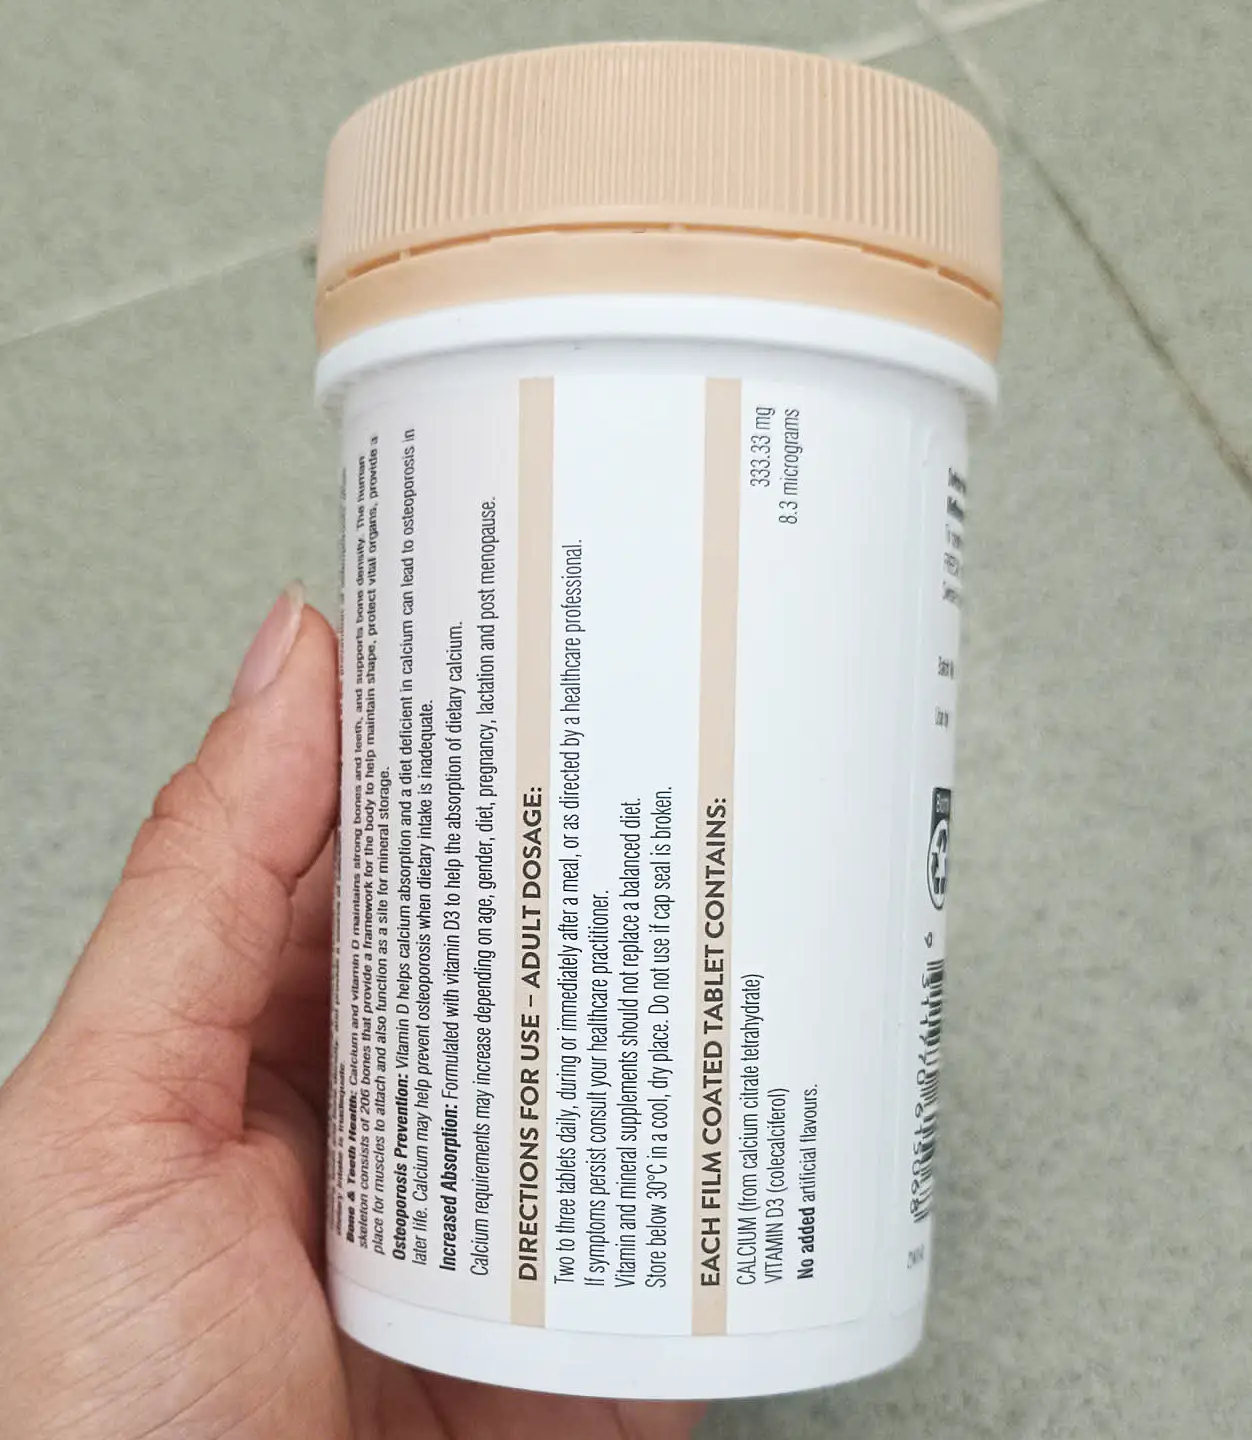 dietary intake is inadequate.
Bone & Teeth Health: Calcium and vitamin D maintains strong bones and teeth, and supports bone density. The human
skeleton consists of 206 bones that provide a framework for the body to help maintain shape, protect vital organs, provide a
place for muscles to attach and also function as a site for mineral storage.
Osteoporosis Prevention: Vitamin D helps calcium absorption and a diet deficient in calcium can lead to osteoporosis in
later life. Calcium may help prevent osteoporosis when dietary intake is inadequate.
Increased Absorption: Formulated with vitamin D3 to help the absorption of dietary calcium.
Calcium requirements may increase depending on age, gender, diet, pregnancy, lactation and post menopause.
DIRECTIONS FOR USE – ADULT DOSAGE:
Two to three tablets daily, during or immediately after a meal, or as directed by a healthcare professional.
If symptoms persist consult your healthcare practitioner.
Vitamin and mineral supplements should not replace a balanced diet.
Store below 30°C in a cool, dry place. Do not use if cap seal is broken.
EACH FILM COATED TABLET CONTAINS:
CALCIUM (from calcium citrate tetrahydrate) 333.33 mg
VITAMIN D3 (colecalciferol) 8.3 micrograms
No added artificial flavours.